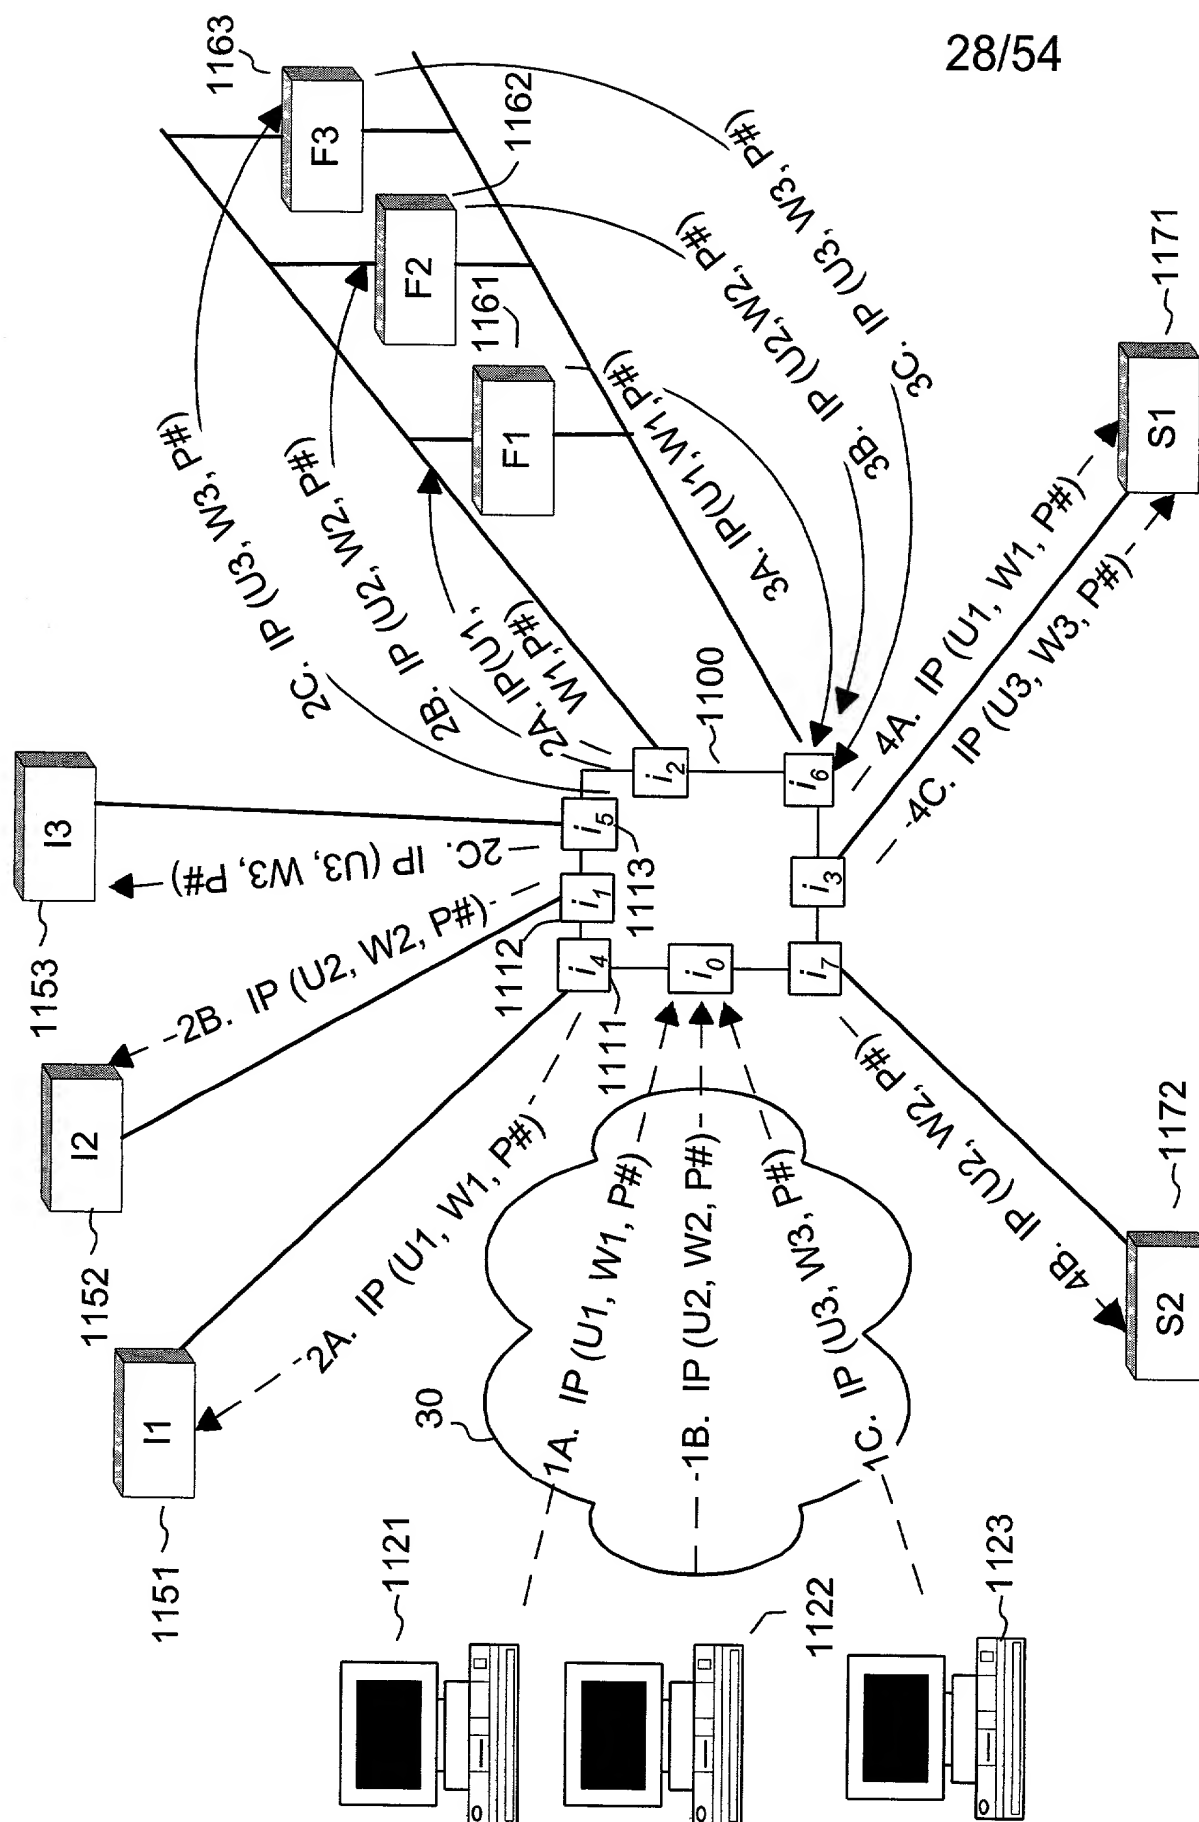 28/54
1163
F3
1162
F2
1161
F1
2C. IP (U3, W3, P#)
2B. IP (U2, W2, P#)
2A. IP(U1,
W1,P#)
3A. IP(U1,W1,P#)
3B. IP (U2,W2, P#)
3C. IP (U3, W3, P#)
1153
I3
1152
I2
1151
I1
2C. IP (U3, W3, P#)
2B. IP (U2, W2, P#)
2A. IP (U1, W1, P#)
1113
1112
1111
1100
i5
i1
i4
i2
i0
i6
i3
i7
4A. IP (U1, W1, P#)
4C. IP (U3, W3, P#)
4B. IP (U2, W2, P#)
S1
1171
S2
1172
30
1A. IP (U1, W1, P#)
1B. IP (U2, W2, P#)
1C. IP (U3, W3, P#)
1121
1122
1123